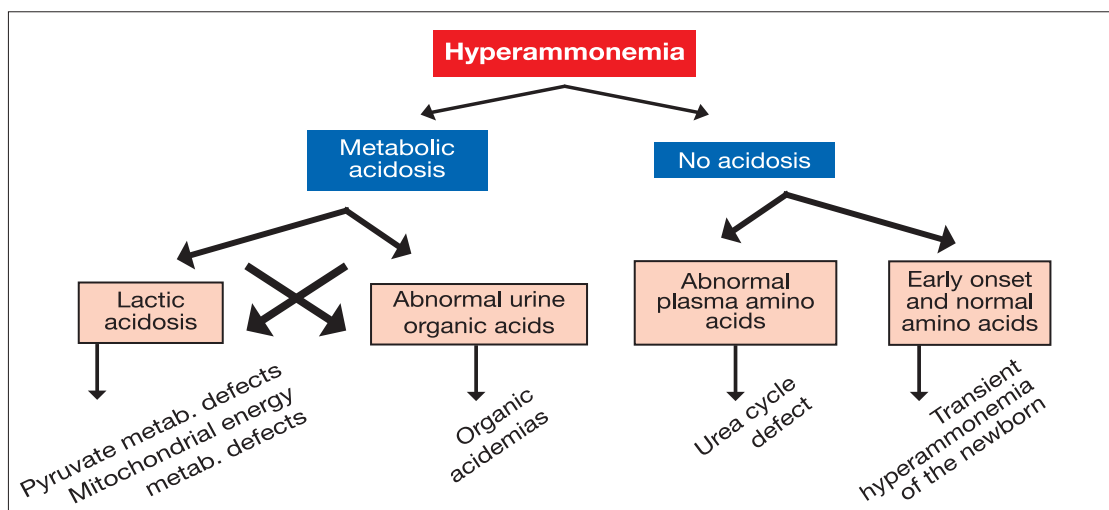 Hyperammonemia
Metabolic
acidosis
No acidosis
Lactic
acidosis
Abnormal urine
organic acids
Abnormal
plasma amino
acids
Early onset
and normal
amino acids
Pyruvate metab. defects
Mitochondrial energy
metab. defects
Organic
acidemias
Urea cycle
defect
Transient
hyperammonemia
of the newborn